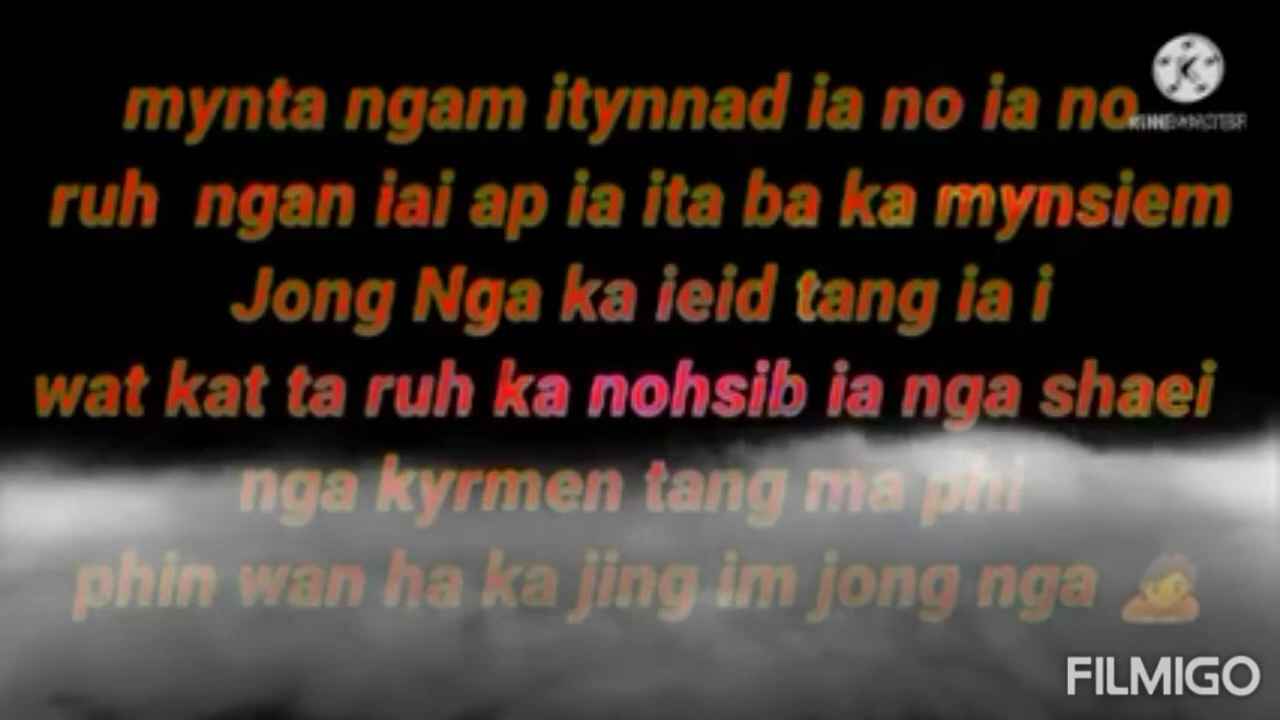 mynta ngam itynnad ia no ia no
ruh ngan iai ap ia ita ba ka mynsiem
Jong Nga ka ieid tang ia i
wat kat ta ruh ka nohsib ia nga shaei
nga kyrmen tang ma phi
phin wan ha ka jing im jong nga 🙇
KINEMASTER
FILMIGO